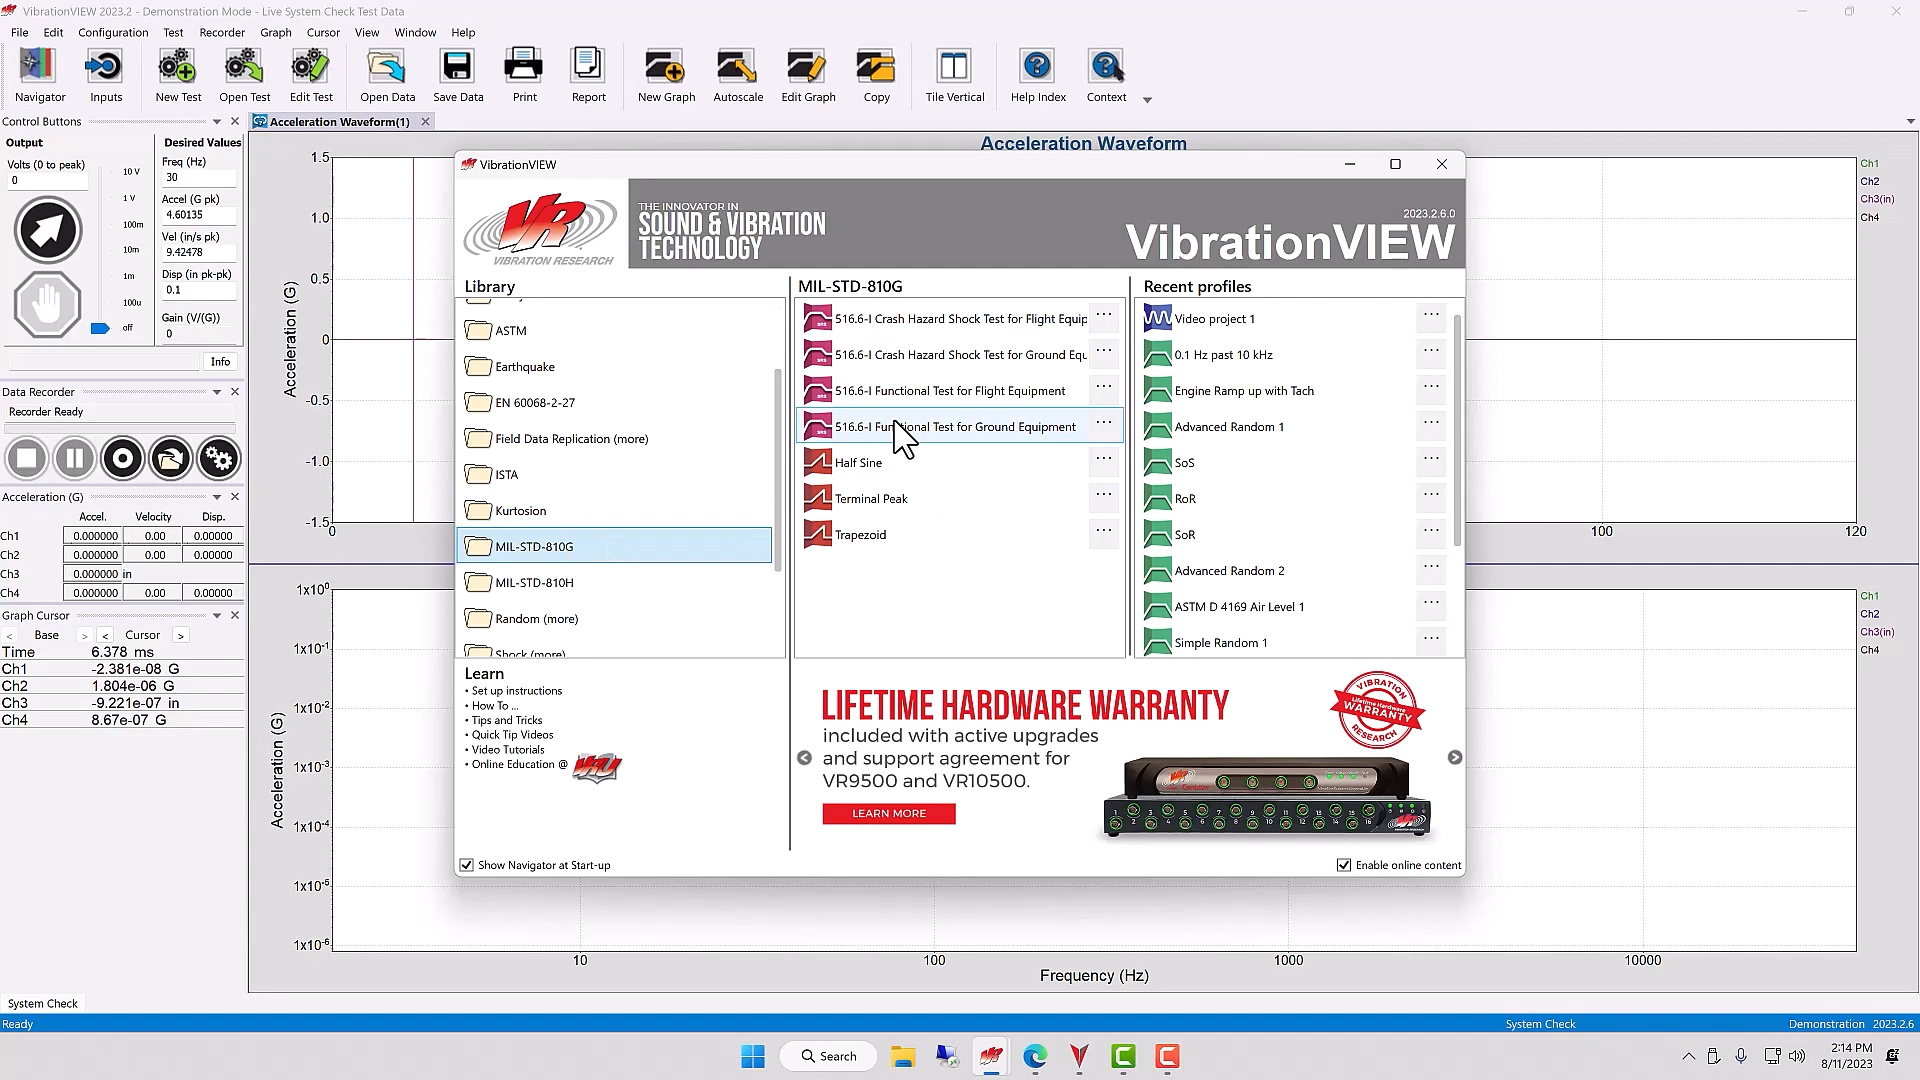 VibrationVIEW 2023.2 - Demonstration Mode - Live System Check Test Data
File Edit Configuration Test Recorder Graph Cursor View Window Help
Navigator Inputs New Test Open Test Edit Test Open Data Save Data Print Report New Graph Autoscale Edit Graph Copy Tile Vertical Help Index Context
Control Buttons
Output
Volts (0 to peak)
0
10 V
1 V
100m
10m
1m
100u
off
Desired Values
Freq (Hz)
30
Accel (G pk)
4.60135
Vel (in/s pk)
9.42478
Disp (in pk-pk)
0.1
Gain (V/(G))
0
Info
Data Recorder
Recorder Ready
Acceleration (G)
Accel. Velocity Disp.
Ch1 0.000000 0.00 0.00000
Ch2 0.000000 0.00 0.00000
Ch3 0.000000 in
Ch4 0.000000 0.00 0.00000
Graph Cursor
< Base > < Cursor >
Time 6.378 ms
Ch1 -2.381e-08 G
Ch2 1.804e-06 G
Ch3 -9.221e-07 in
Ch4 8.67e-07 G
Acceleration Waveform(1)
Acceleration Waveform
Acceleration (G)
1.5
1.0
0.5
0
-0.5
-1.0
-1.5
0 100 120
Ch1
Ch2
Ch3(in)
Ch4
Acceleration (G)
1x10⁰
1x10⁻¹
1x10⁻²
1x10⁻³
1x10⁻⁴
1x10⁻⁵
1x10⁻⁶
10 100 1000 10000
Frequency (Hz)
Ch1
Ch2
Ch3(in)
Ch4
VibrationVIEW
VR
VIBRATION RESEARCH
THE INNOVATOR IN
SOUND & VIBRATION
TECHNOLOGY
2023.2.6.0
VibrationVIEW
Library
ASTM
Earthquake
EN 60068-2-27
Field Data Replication (more)
ISTA
Kurtosion
MIL-STD-810G
MIL-STD-810H
Random (more)
Shock (more)
MIL-STD-810G
516.6-I Crash Hazard Shock Test for Flight Equip
516.6-I Crash Hazard Shock Test for Ground Equ
516.6-I Functional Test for Flight Equipment
516.6-I Functional Test for Ground Equipment
Half Sine
Terminal Peak
Trapezoid
Recent profiles
Video project 1
0.1 Hz past 10 kHz
Engine Ramp up with Tach
Advanced Random 1
SoS
RoR
SoR
Advanced Random 2
ASTM D 4169 Air Level 1
Simple Random 1
Learn
• Set up instructions
• How To ...
• Tips and Tricks
• Quick Tip Videos
• Video Tutorials
• Online Education @ VRU
LIFETIME HARDWARE WARRANTY
included with active upgrades
and support agreement for
VR9500 and VR10500.
LEARN MORE
VIBRATION
Lifetime Hardware
WARRANTY
RESEARCH
Show Navigator at Start-up
Enable online content
System Check
Ready
System Check
Demonstration 2023.2.6
Search
2:14 PM
8/11/2023